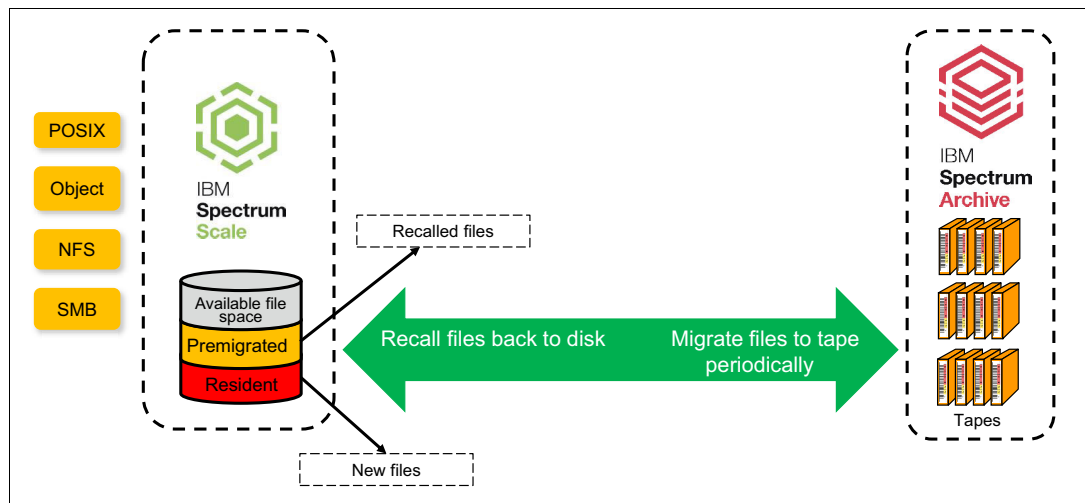 POSIX
Object
NFS
SMB
IBM
Spectrum
Scale
Available file
space
Premigrated
Resident
Recalled files
New files
Recall files back to disk
Migrate files to tape
periodically
IBM
Spectrum
Archive
Tapes